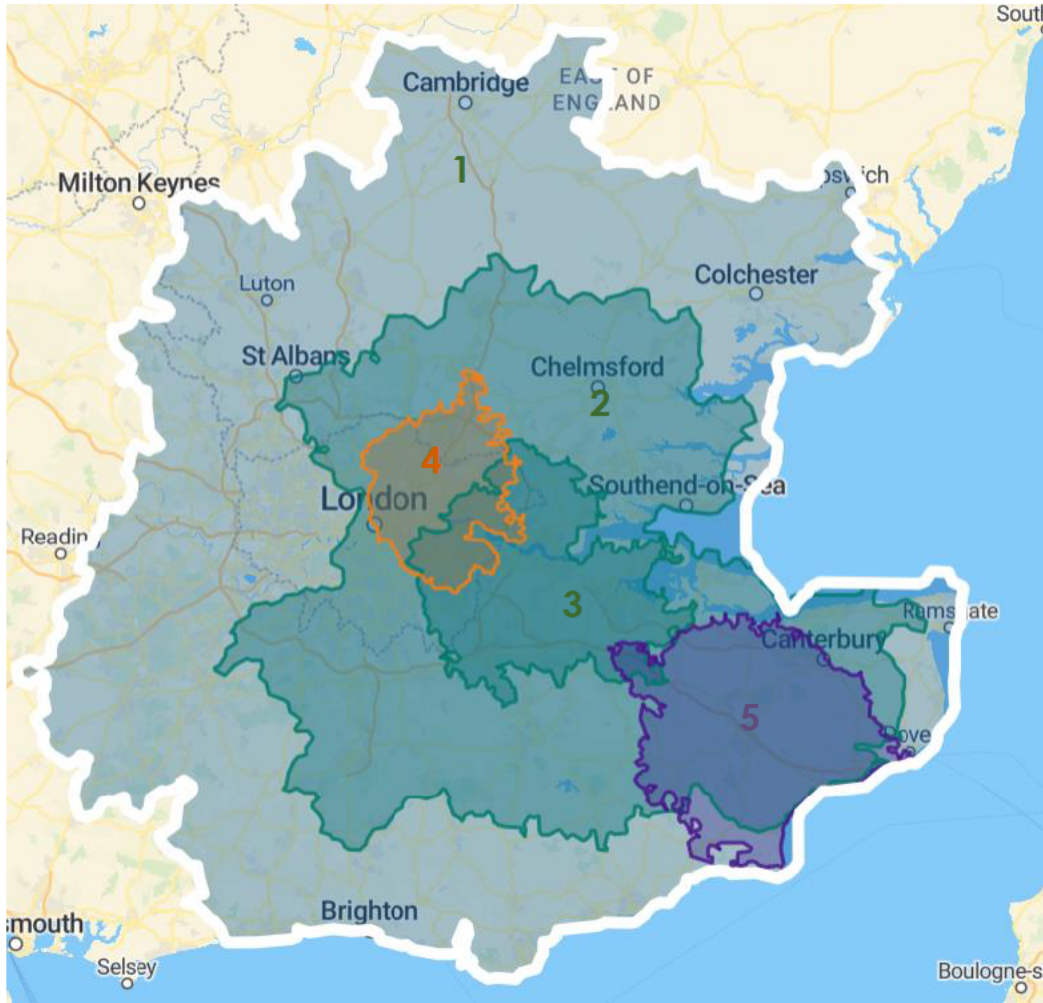 South
Cambridge
EAST OF
ENGLAND
1
Milton Keynes
pswich
Colchester
Luton
St Albans
Chelmsford
2
4
Southend-on-Sea
London
Reading
3
Ramsgate
Canterbury
5
Dove
Brighton
smouth
Selsey
Boulogne-s